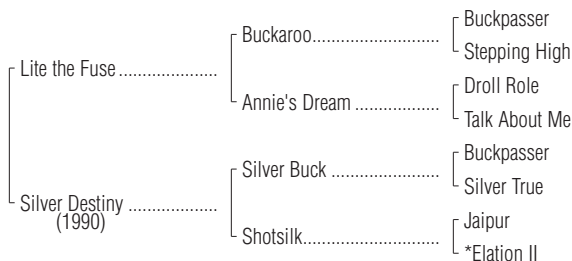 Buckpasser
Buckaroo
Stepping High
Lite the Fuse
Droll Role
Annie's Dream
Talk About Me
Buckpasser
Silver Buck
Silver True
Silver Destiny
(1990)
Jaipur
Shotsilk
*Elation II